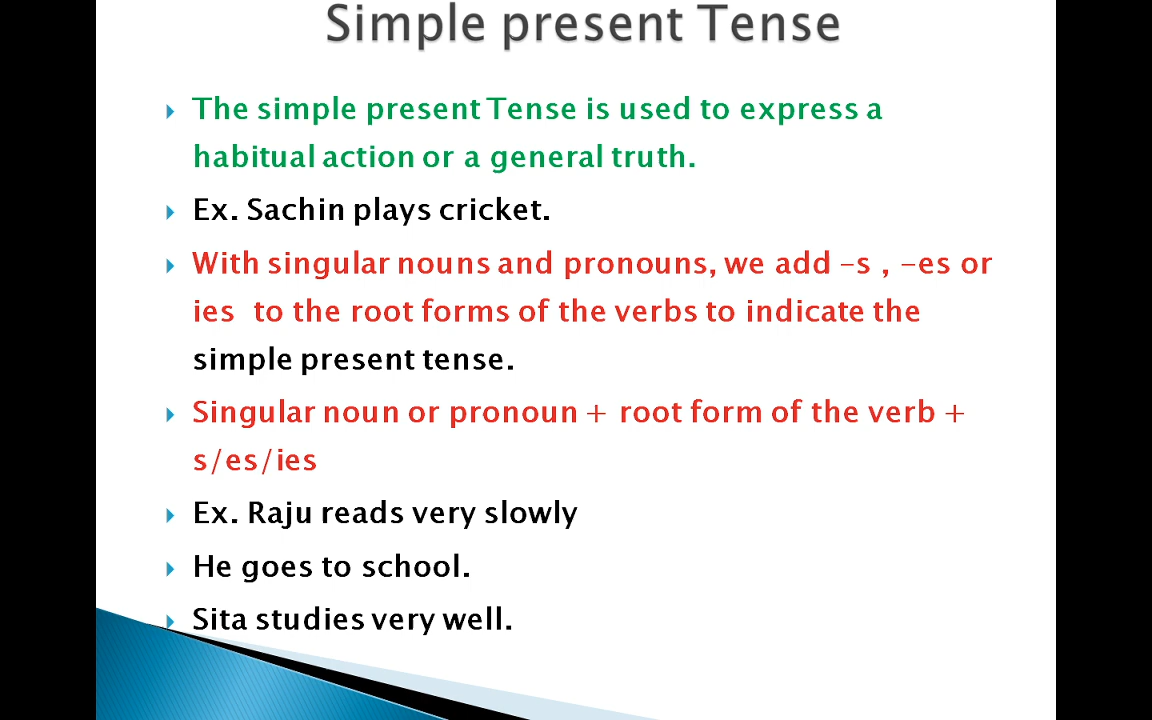 Simple present Tense
The simple present Tense is used to express a
habitual action or a general truth.
Ex. Sachin plays cricket.
With singular nouns and pronouns, we add -s , -es or
ies to the root forms of the verbs to indicate the
simple present tense.
Singular noun or pronoun + root form of the verb +
s/es/ies
Ex. Raju reads very slowly
He goes to school.
Sita studies very well.